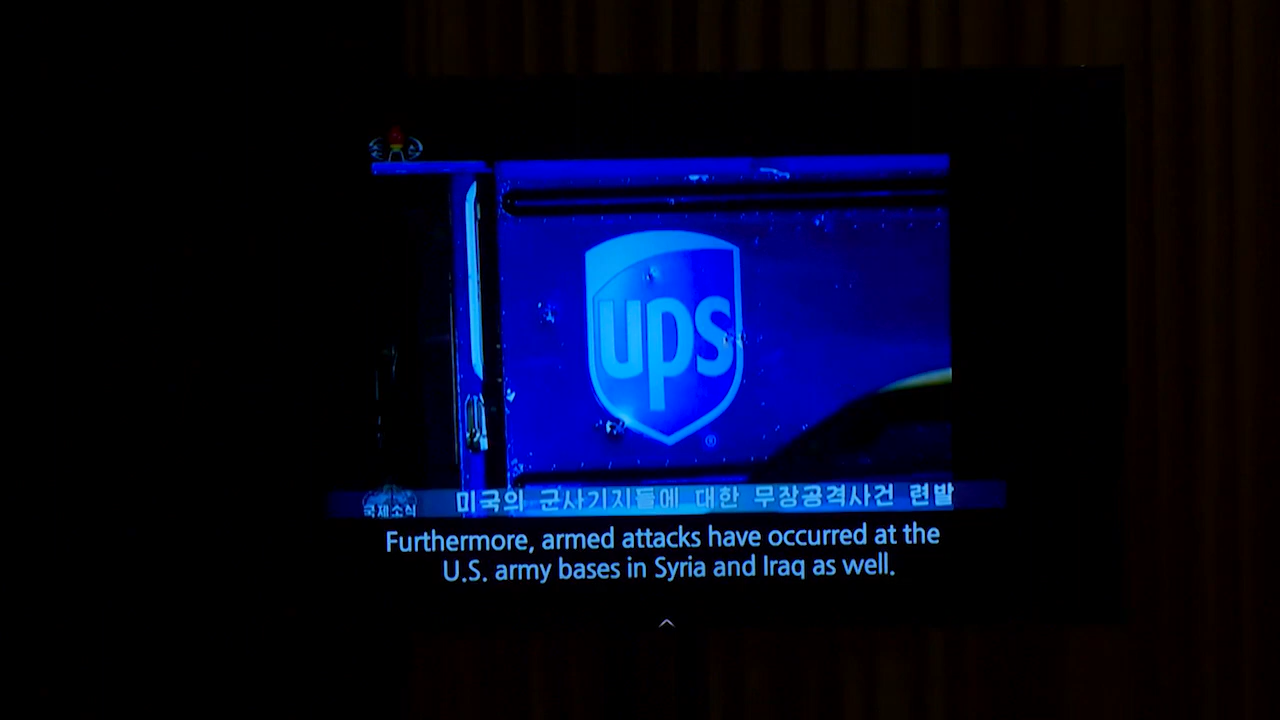 ups
®
국제소식
미국의 군사기지들에 대한 무장공격사건 련발
Furthermore, armed attacks have occurred at the
U.S. army bases in Syria and Iraq as well.